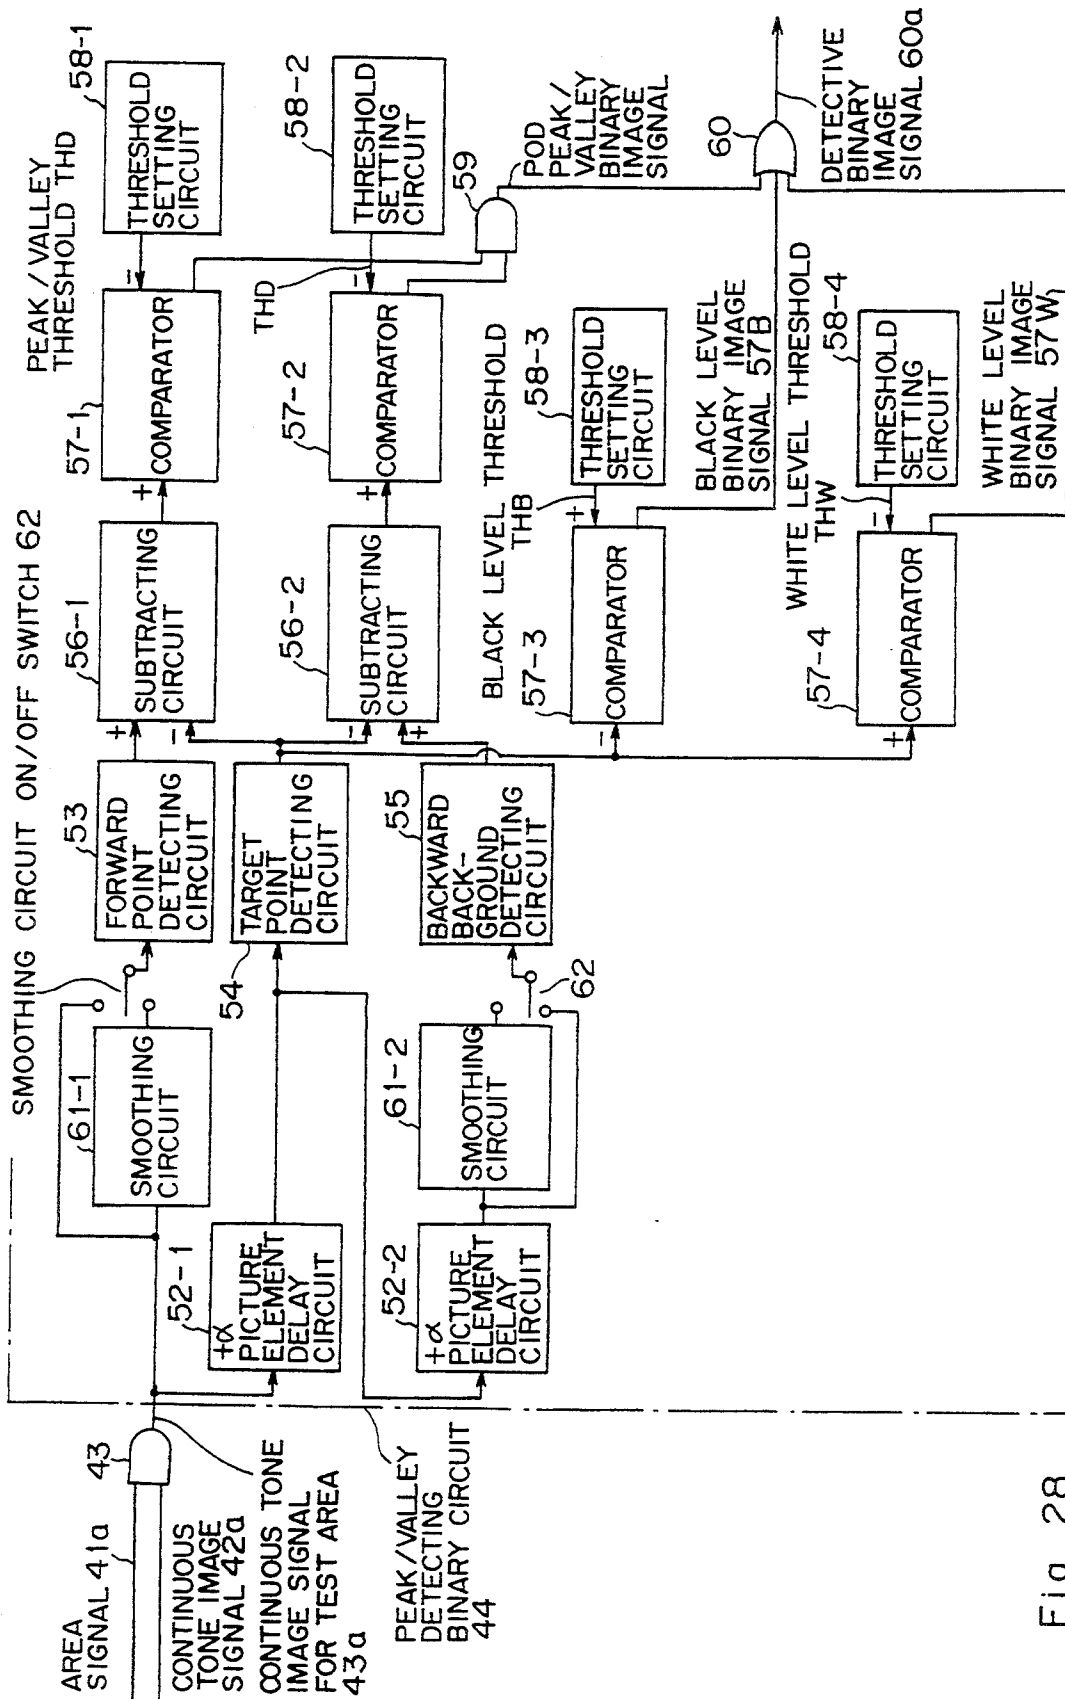 SMOOTHING CIRCUIT ON/OFF SWITCH 62
AREA
SIGNAL 41a
43
CONTINUOUS
TONE IMAGE
SIGNAL 42a
CONTINUOUS TONE
IMAGE SIGNAL
FOR TEST AREA
43a
PEAK/VALLEY
DETECTING
BINARY CIRCUIT
44
61-1
SMOOTHING
CIRCUIT
52-1
+α
PICTURE
ELEMENT
DELAY
CIRCUIT
52-2
+α
PICTURE
ELEMENT
DELAY
CIRCUIT
61-2
SMOOTHING
CIRCUIT
62
53
FORWARD
POINT
DETECTING
CIRCUIT
54
TARGET
POINT
DETECTING
CIRCUIT
55
BACKWARD
BACK-
GROUND
DETECTING
CIRCUIT
56-1
+
-
SUBTRACTING
CIRCUIT
56-2
-
+
SUBTRACTING
CIRCUIT
PEAK/VALLEY
THRESHOLD THD
57-1
+
-
COMPARATOR
58-1
THRESHOLD
SETTING
CIRCUIT
THD
57-2
+
-
COMPARATOR
58-2
THRESHOLD
SETTING
CIRCUIT
59
POD
PEAK/
VALLEY
BINARY
IMAGE
SIGNAL
BLACK LEVEL THRESHOLD
THB
57-3
-
+
COMPARATOR
58-3
THRESHOLD
SETTING
CIRCUIT
BLACK LEVEL
BINARY IMAGE
SIGNAL 57B
WHITE LEVEL THRESHOLD
THW
57-4
+
-
COMPARATOR
58-4
THRESHOLD
SETTING
CIRCUIT
WHITE LEVEL
BINARY IMAGE
SIGNAL 57W
60
DETECTIVE
BINARY
IMAGE
SIGNAL 60a
Fig. 28